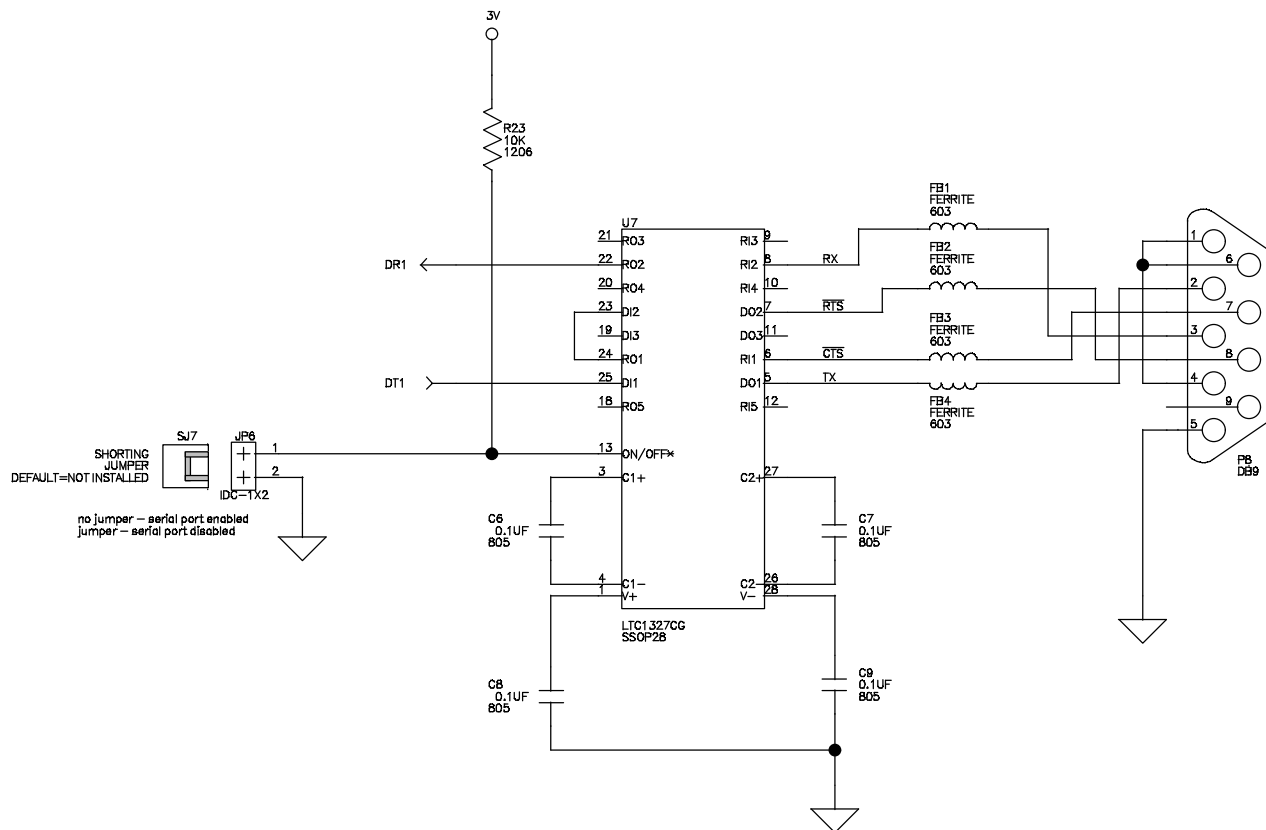 3V
R23
10K
1206
FB1
FERRITE
603
U7
21 RO3 RI3 9
DR1 22 RO2 RI2 8 RX
FB2
FERRITE
603
20 RO4 RI4 10
23 DI2 DO2 7 RTS
19 DI3 DO3 11
FB3
FERRITE
603
24 RO1 RI1 6 CTS
DT1 25 DI1 DO1 5 TX
18 RO5 RI5 12
FB4
FERRITE
603
1
6
2
7
3
8
4
9
5
P8
DB9
SJ7
JP6
SHORTING
JUMPER
DEFAULT=NOT INSTALLED
1
2
IDC-1X2
no jumper – serial port enabled
jumper – serial port disabled
13 ON/OFF*
3 C1+ C2+ 27
C6
0.1UF
805
C7
0.1UF
805
4 C1- C2- 26
1 V+ V- 28
LTC1327CG
SSOP28
C8
0.1UF
805
C9
0.1UF
805